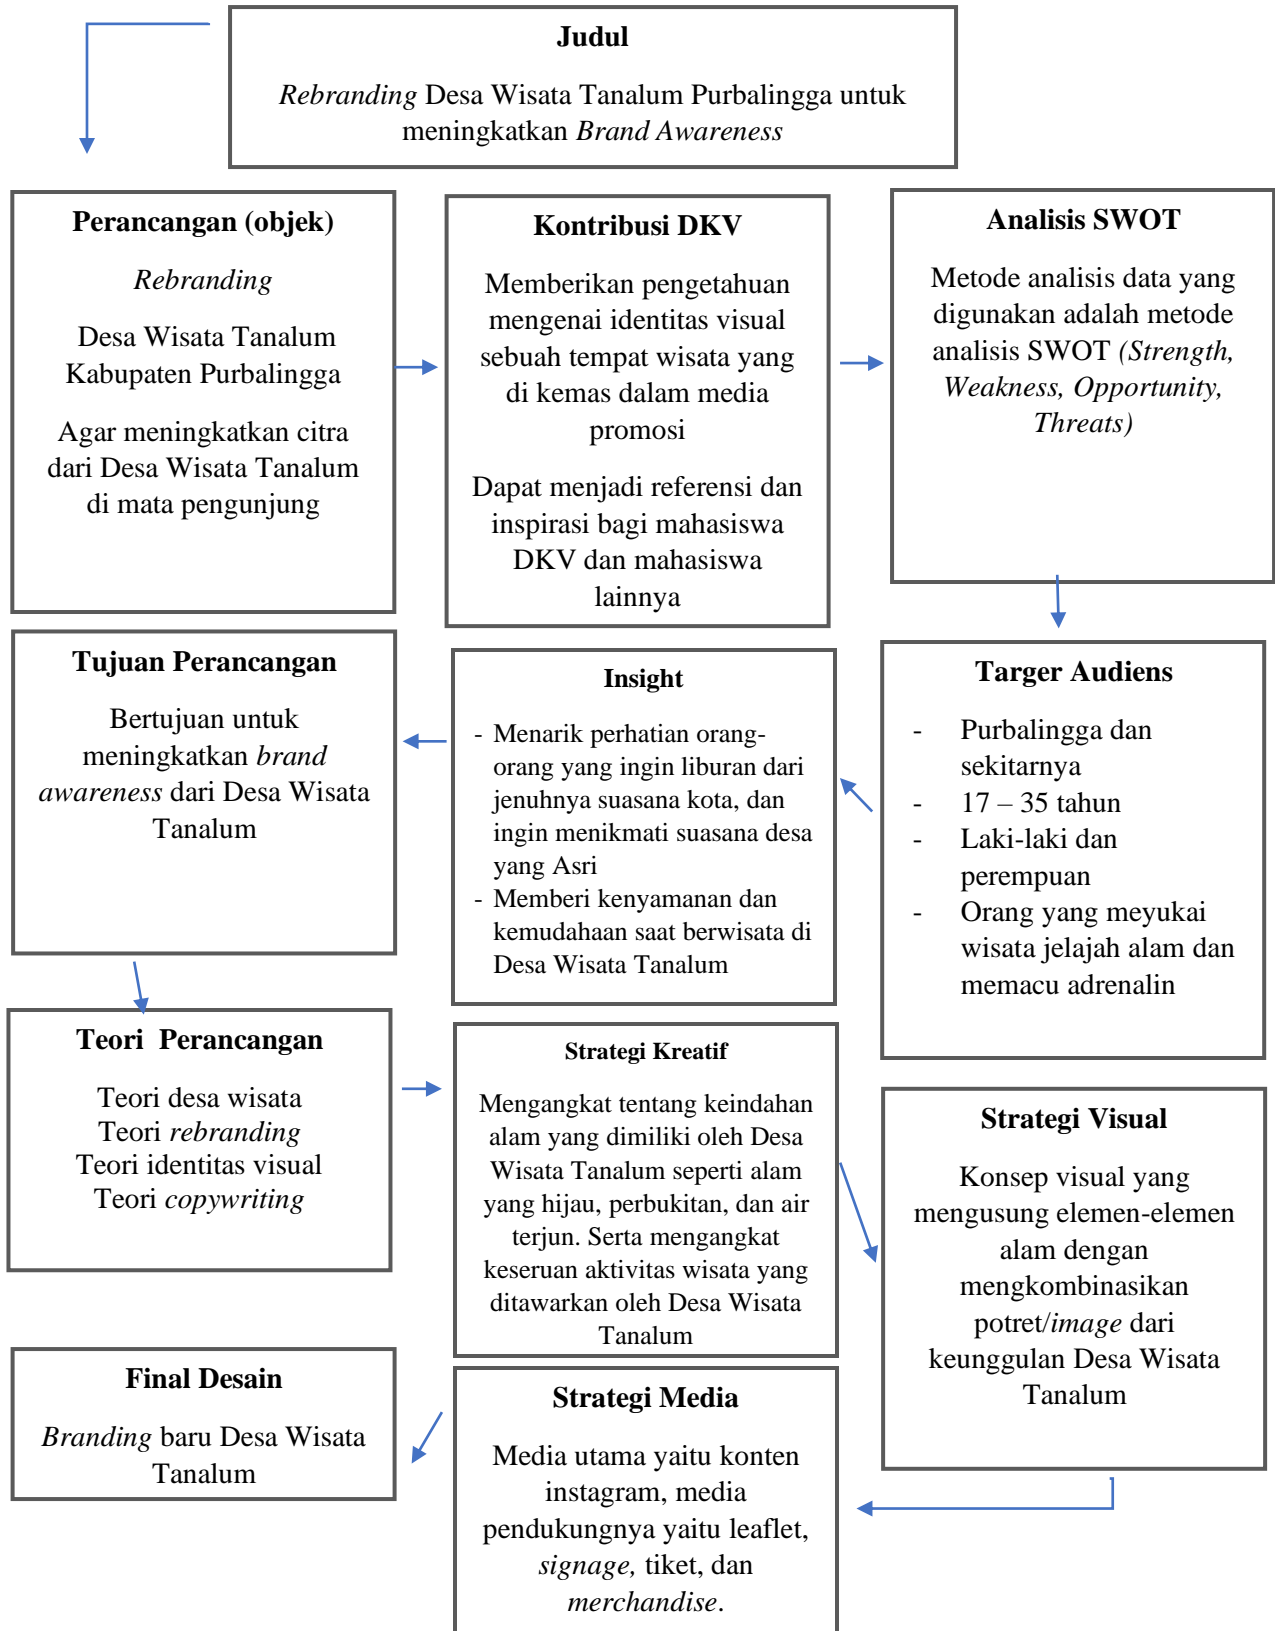 Judul
Rebranding Desa Wisata Tanalum Purbalingga untuk
meningkatkan Brand Awareness
Perancangan (objek)
Rebranding
Desa Wisata Tanalum
Kabupaten Purbalingga
Agar meningkatkan citra
dari Desa Wisata Tanalum
di mata pengunjung
Kontribusi DKV
Memberikan pengetahuan
mengenai identitas visual
sebuah tempat wisata yang
di kemas dalam media
promosi
Dapat menjadi referensi dan
inspirasi bagi mahasiswa
DKV dan mahasiswa
lainnya
Analisis SWOT
Metode analisis data yang
digunakan adalah metode
analisis SWOT (Strength,
Weakness, Opportunity,
Threats)
Targer Audiens
- Purbalingga dan
sekitarnya
- 17 – 35 tahun
- Laki-laki dan
perempuan
- Orang yang meyukai
wisata jelajah alam dan
memacu adrenalin
Insight
- Menarik perhatian orang-
orang yang ingin liburan dari
jenuhnya suasana kota, dan
ingin menikmati suasana desa
yang Asri
- Memberi kenyamanan dan
kemudahaan saat berwisata di
Desa Wisata Tanalum
Tujuan Perancangan
Bertujuan untuk
meningkatkan brand
awareness dari Desa Wisata
Tanalum
Teori Perancangan
Teori desa wisata
Teori rebranding
Teori identitas visual
Teori copywriting
Strategi Kreatif
Mengangkat tentang keindahan
alam yang dimiliki oleh Desa
Wisata Tanalum seperti alam
yang hijau, perbukitan, dan air
terjun. Serta mengangkat
keseruan aktivitas wisata yang
ditawarkan oleh Desa Wisata
Tanalum
Strategi Visual
Konsep visual yang
mengusung elemen-elemen
alam dengan
mengkombinasikan
potret/image dari
keunggulan Desa Wisata
Tanalum
Strategi Media
Media utama yaitu konten
instagram, media
pendukungnya yaitu leaflet,
signage, tiket, dan
merchandise.
Final Desain
Branding baru Desa Wisata
Tanalum